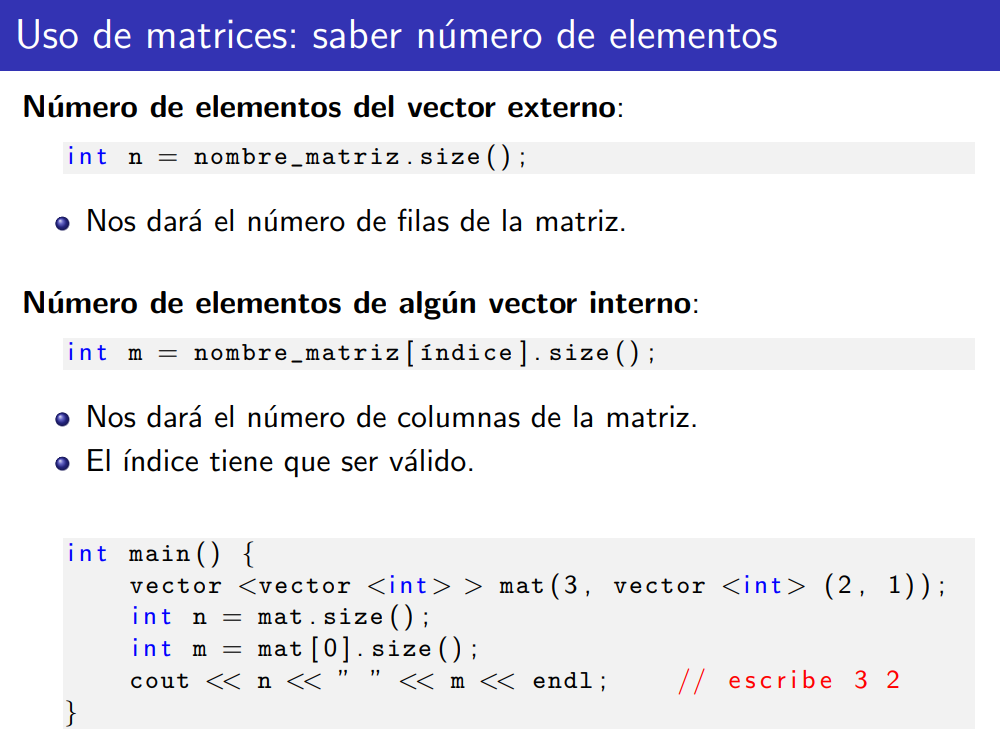 Uso de matrices: saber número de elementos
Número de elementos del vector externo:
int n = nombre_matriz.size();
Nos dará el número de filas de la matriz.
Número de elementos de algún vector interno:
int m = nombre_matriz[índice].size();
Nos dará el número de columnas de la matriz.
El índice tiene que ser válido.
int main() {
vector <vector <int> > mat(3, vector <int> (2, 1));
int n = mat.size();
int m = mat[0].size();
cout << n << " " << m << endl; // escribe 3 2
}